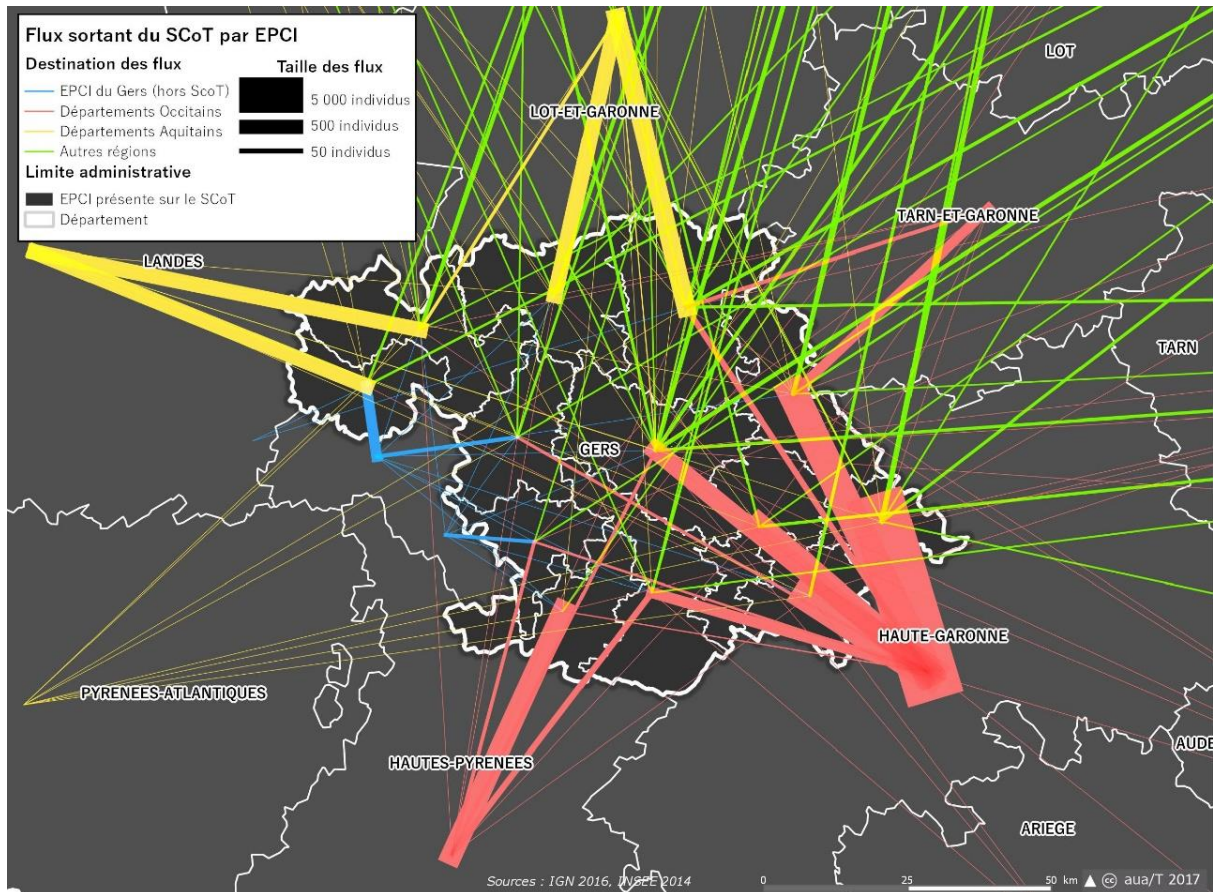 Flux sortant du SCoT par EPCI
Destination des flux
EPCI du Gers (hors ScoT)
Départements Occitains
Départements Aquitains
Autres régions
Taille des flux
5 000 individus
500 individus
50 individus
Limite administrative
EPCI présente sur le SCoT
Département
LOT
LOT-ET-GARONNE
TARN-ET-GARONNE
LANDES
TARN
GERS
HAUTE-GARONNE
PYRENEES-ATLANTIQUES
AUDE
HAUTES-PYRENEES
ARIEGE
Sources : IGN 2016, INSEE 2014
0 25 50 km
cc aua/T 2017